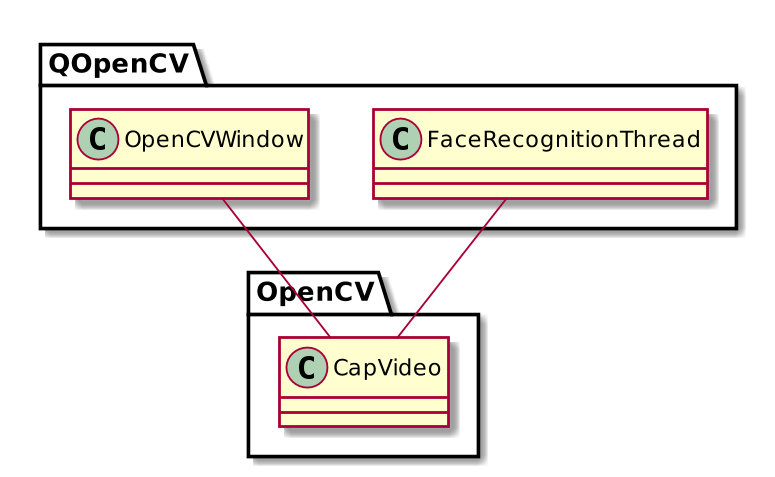 QOpenCV
C OpenCVWindow
C FaceRecognitionThread
OpenCV
C CapVideo